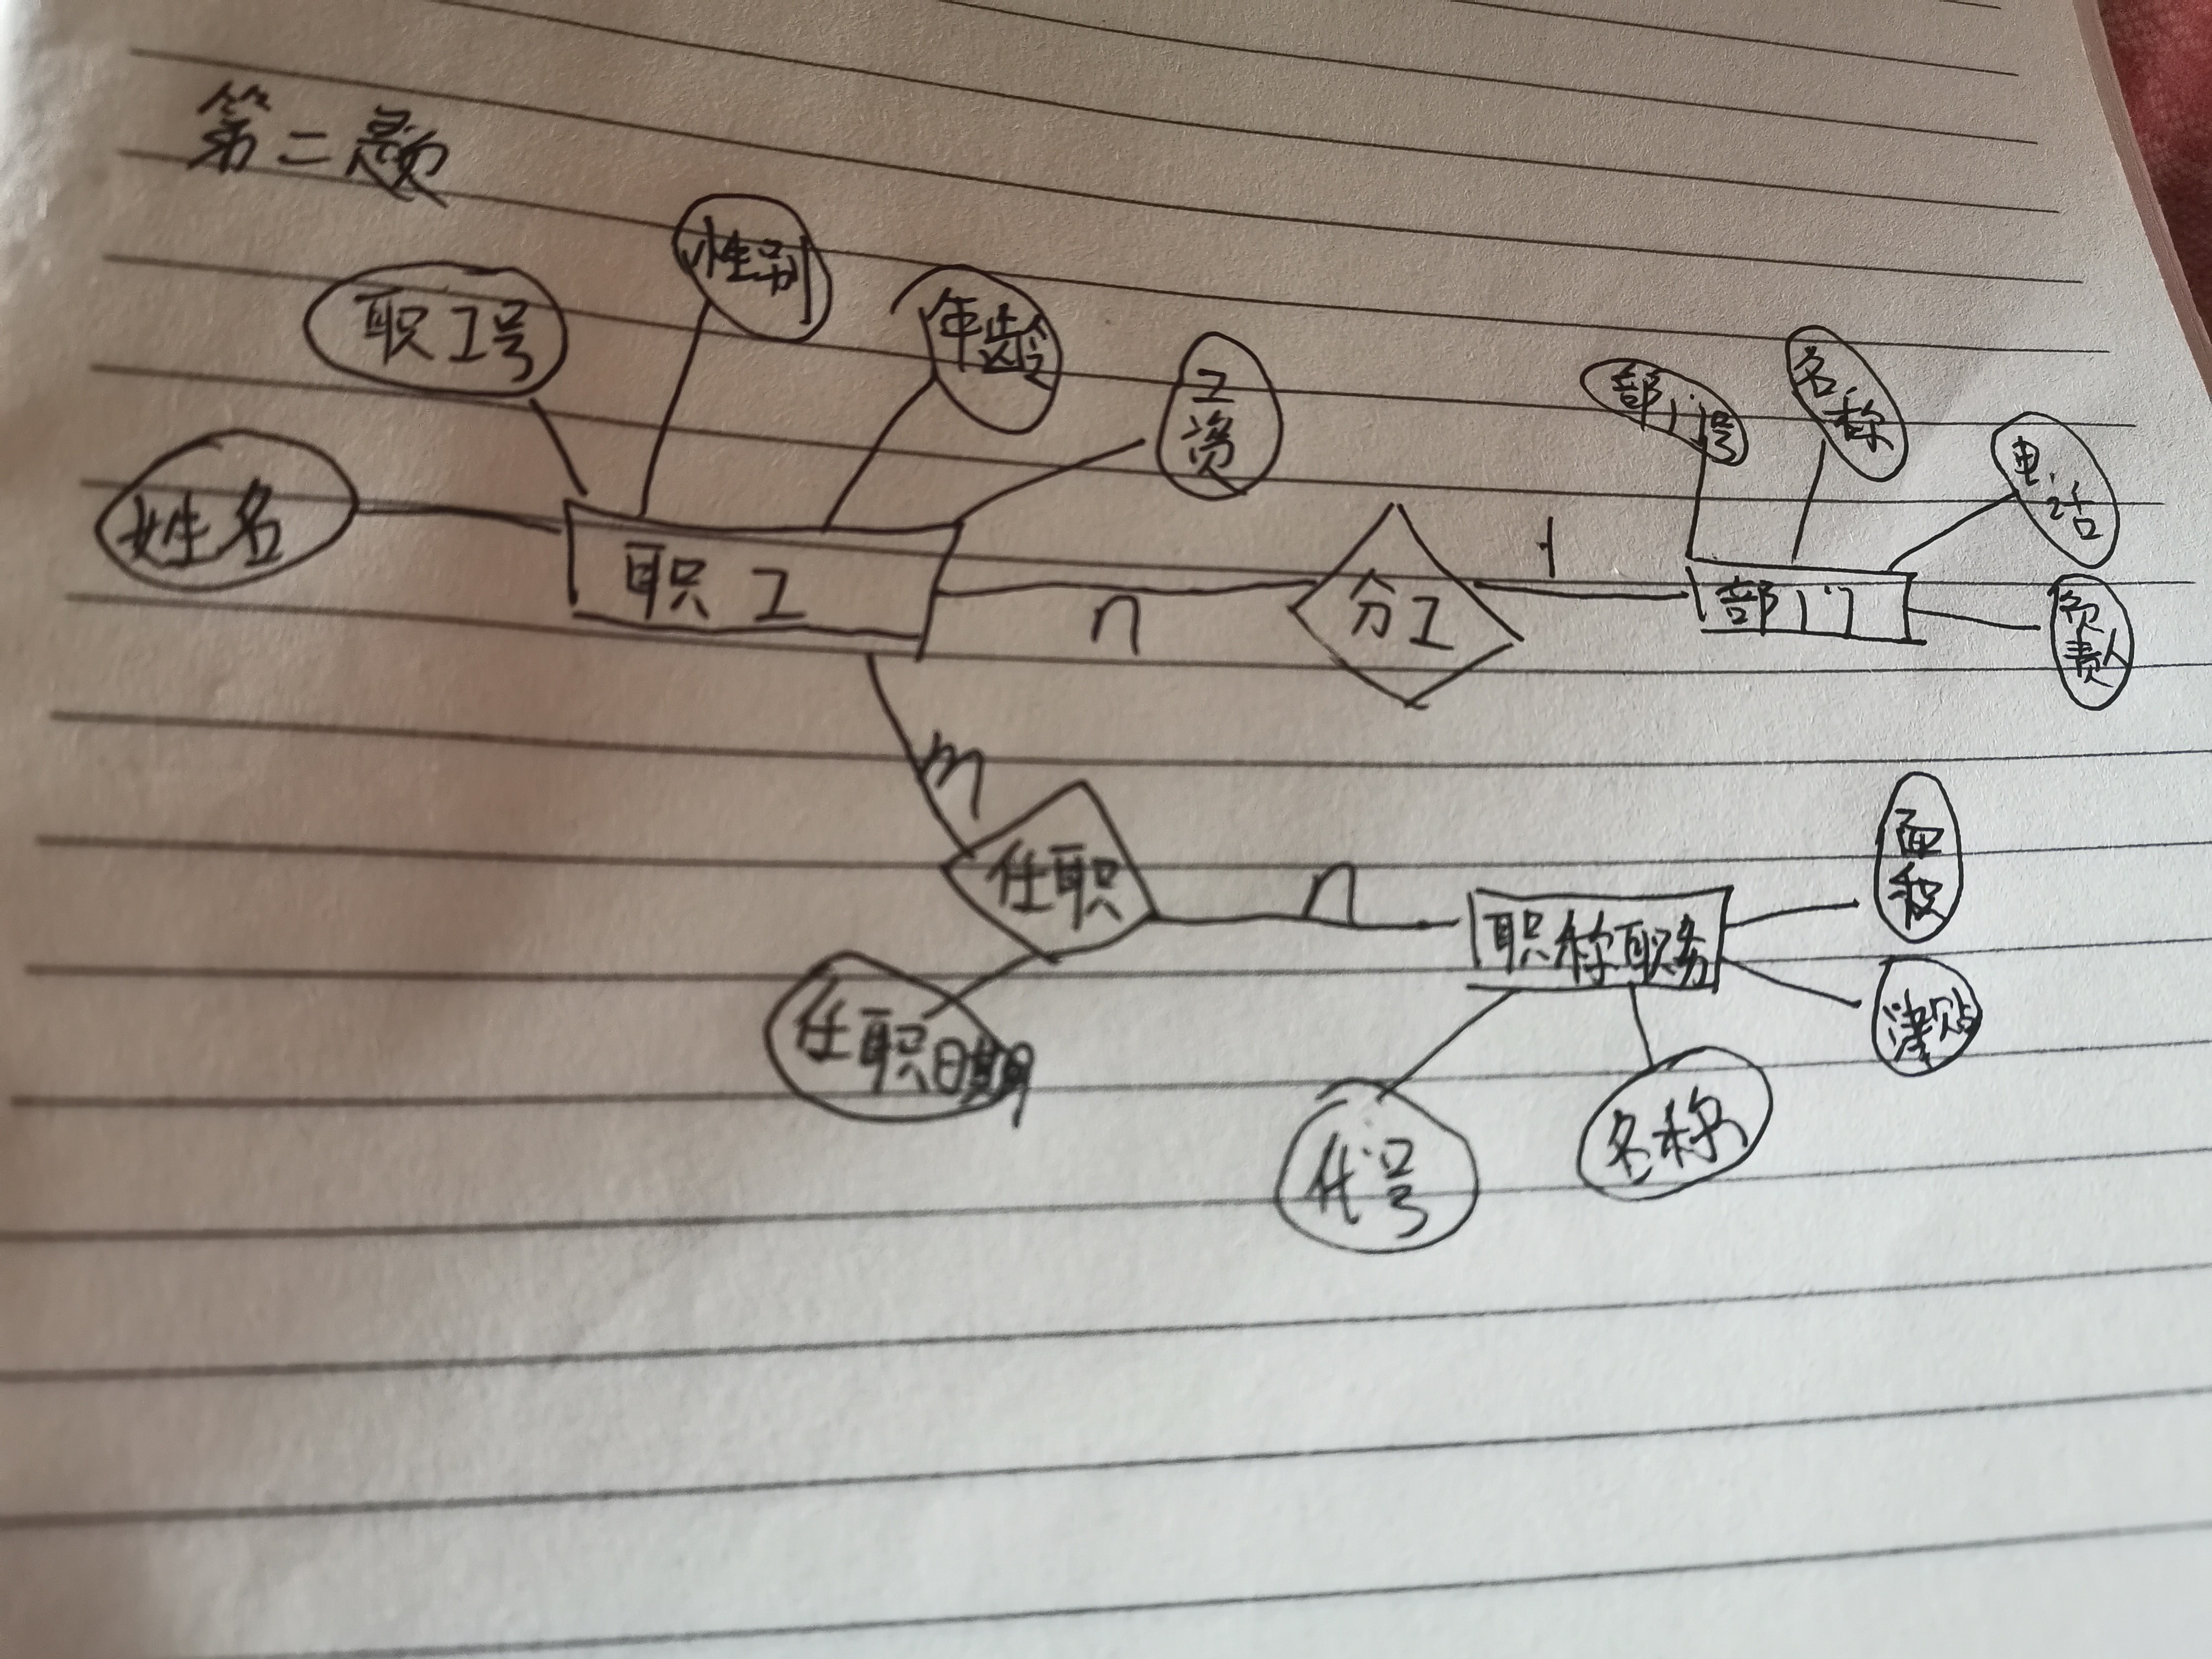 第二题
职工号
性别
年龄
工资
部门号
名称
电话
姓名
职工
n
分工
1
部门
负责人
m
任职
n
职称职务
面积
津贴
任职日期
代号
名称